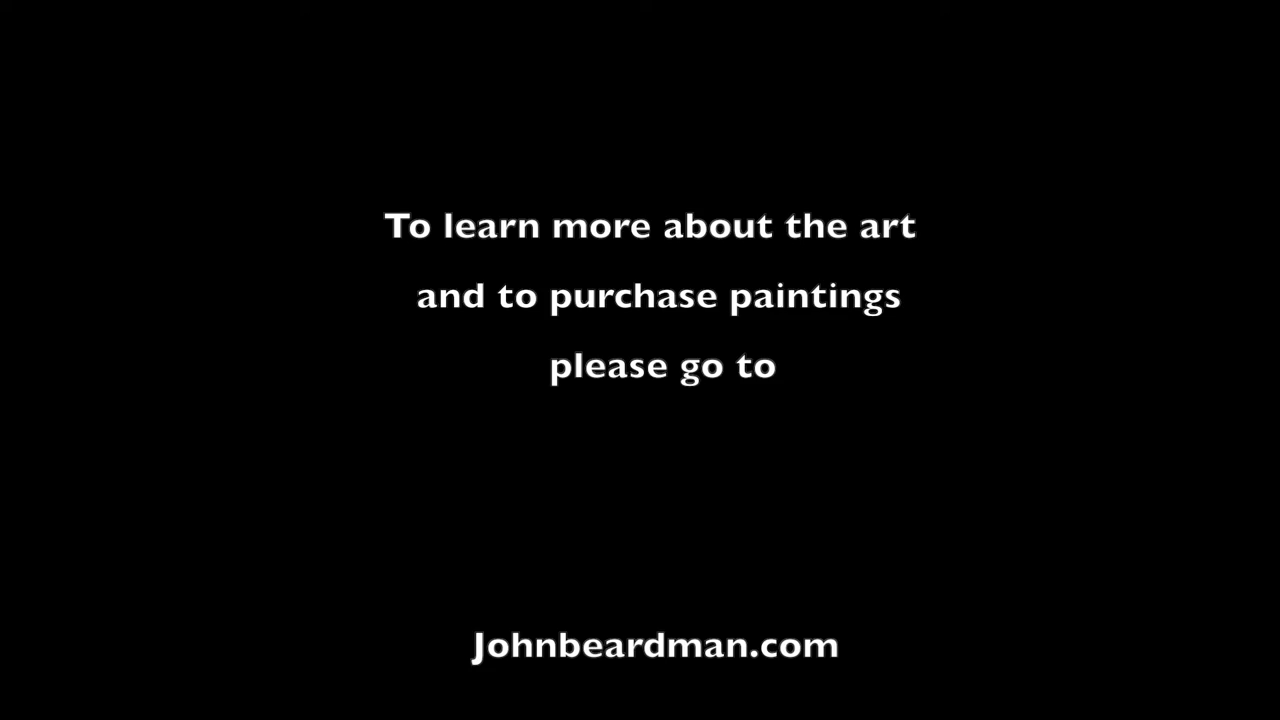 To learn more about the art
and to purchase paintings
please go to
Johnbeardman.com